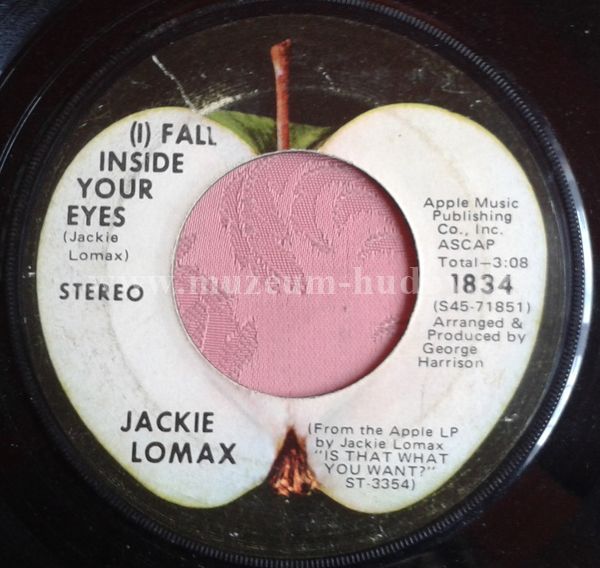 (I) FALL
INSIDE
YOUR
EYES
(Jackie
Lomax)
STEREO
Apple Music
Publishing
Co., Inc.
ASCAP
Total—3:08
1834
(S45-71851)
Arranged &
Produced by
George
Harrison
JACKIE
LOMAX
(From the Apple LP
by Jackie Lomax
"IS THAT WHAT
YOU WANT?"
ST-3354)
www.muzeum-hud